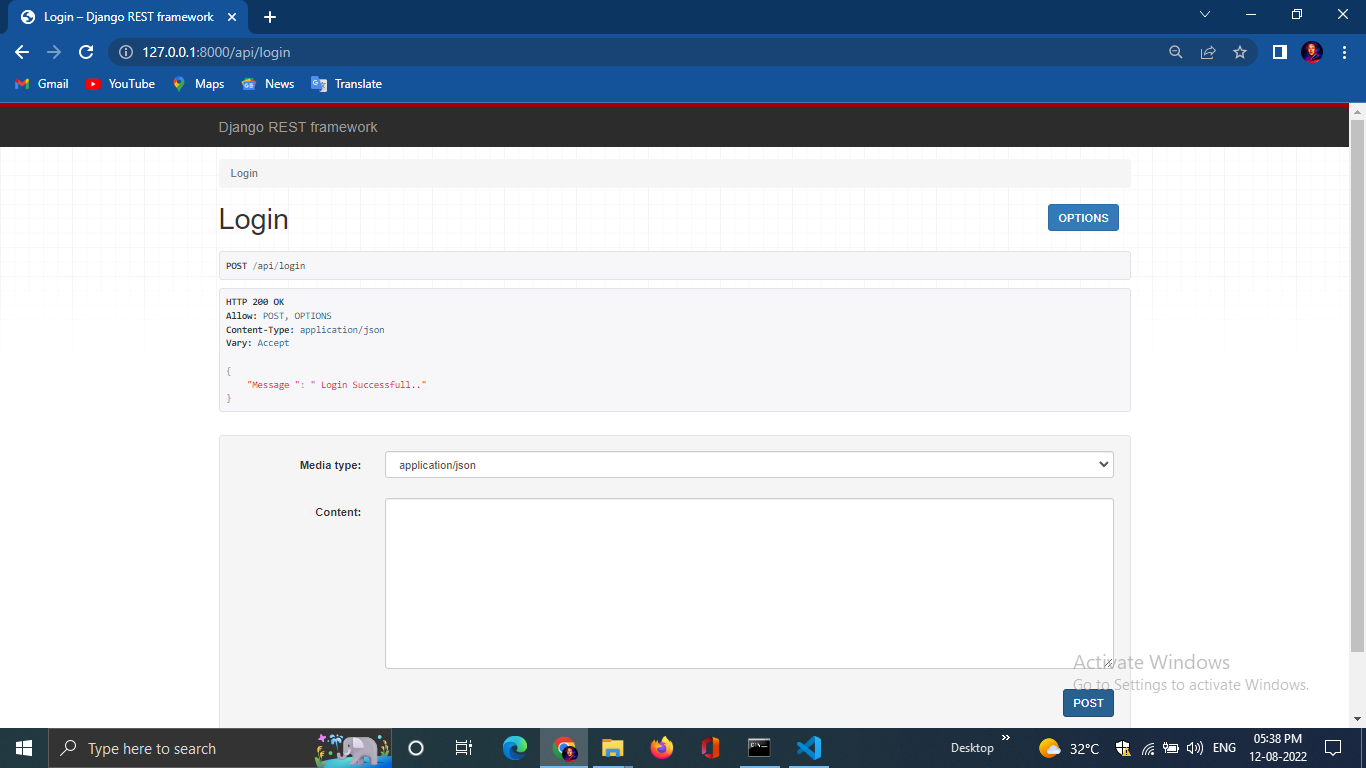 Login – Django REST framework
127.0.0.1:8000/api/login
Gmail YouTube Maps News Translate
Django REST framework
Login
Login
OPTIONS
POST /api/login
HTTP 200 OK
Allow: POST, OPTIONS
Content-Type: application/json
Vary: Accept
{
"Message ": " Login Successfull.."
}
Media type: application/json
Content:
Activate Windows
Go to Settings to activate Windows.
POST
Type here to search
Desktop
32°C
ENG
05:38 PM
12-08-2022